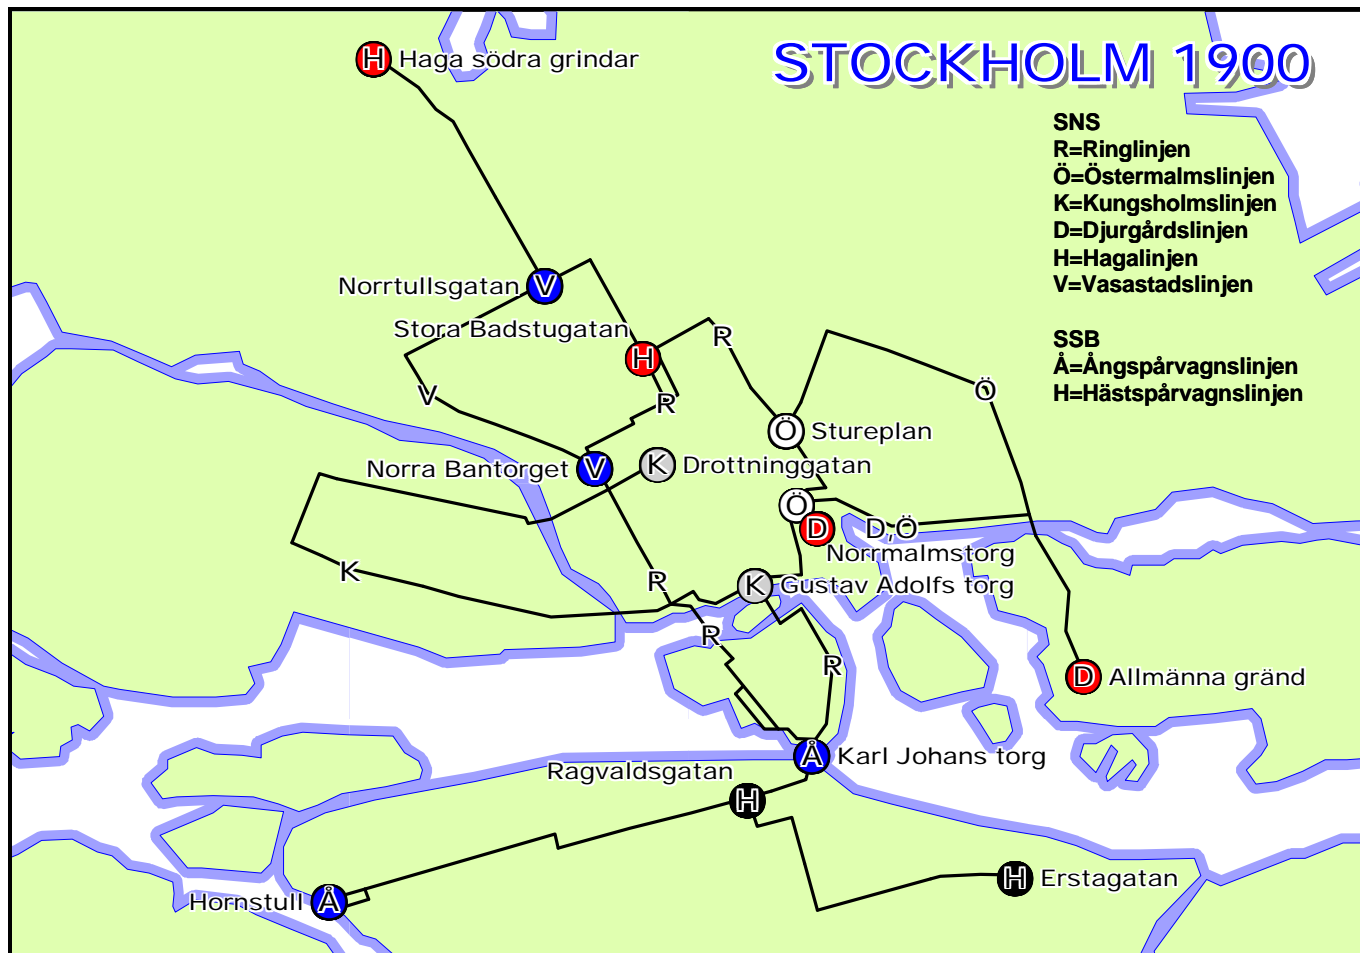 STOCKHOLM 1900
SNS
R=Ringlinjen
Ö=Östermalmslinjen
K=Kungsholmslinjen
D=Djurgårdslinjen
H=Hagalinjen
V=Vasastadslinjen
SSB
Å=Ångspårvagnslinjen
H=Hästspårvagnslinjen
H Haga södra grindar
Norrtullsgatan V
Stora Badstugatan
H
R
V
R
Ö
Ö Stureplan
Norra Bantorget V
K Drottninggatan
Ö
D
D,Ö
Norrmalmstorg
K
R
K Gustav Adolfs torg
R
R
D Allmänna gränd
Å Karl Johans torg
Ragvaldsgatan
H
H Erstagatan
Hornstull Å